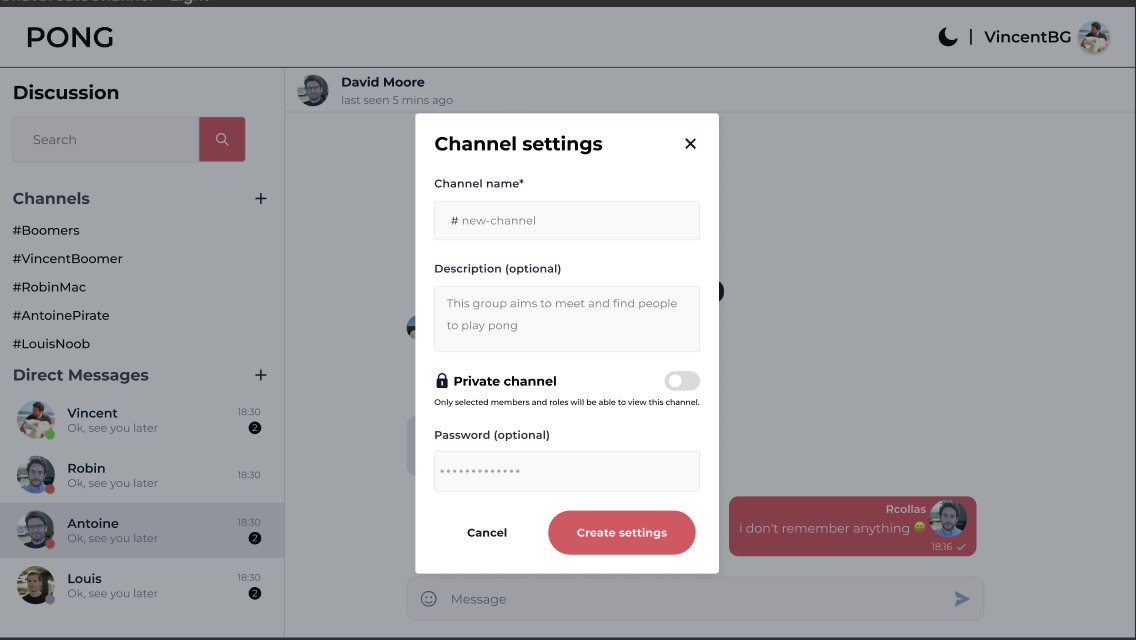 PONG
VincentBG
Discussion
Search
Channels
#Boomers
#VincentBoomer
#RobinMac
#AntoinePirate
#LouisNoob
Direct Messages
Vincent
18:30
Ok, see you later
2
Robin
18:30
Ok, see you later
Antoine
18:30
Ok, see you later
2
Louis
18:30
Ok, see you later
2
David Moore
last seen 5 mins ago
Channel settings
Channel name*
# new-channel
Description (optional)
This group aims to meet and find people
to play pong
Private channel
Only selected members and roles will be able to view this channel.
Password (optional)
Cancel
Create settings
Rcollas
i don't remember anything 😄
18:16
Message